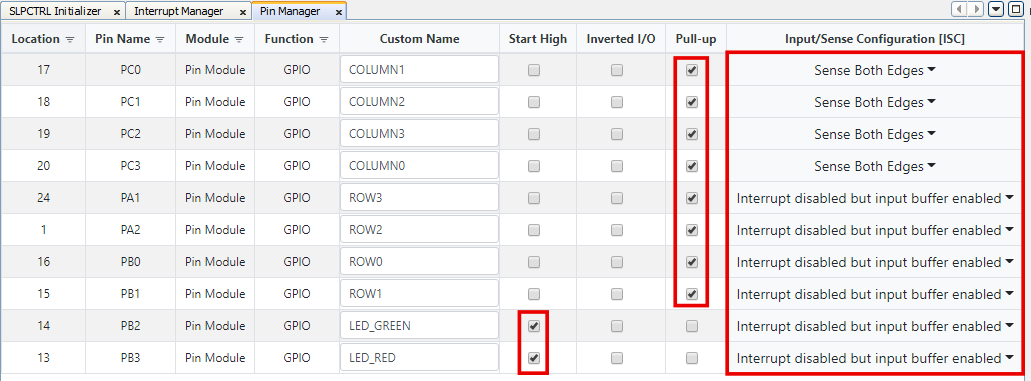 SLPCTRL Initializer x Interrupt Manager x Pin Manager x
Location Pin Name Module Function Custom Name Start High Inverted I/O Pull-up Input/Sense Configuration [ISC]
17 PC0 Pin Module GPIO COLUMN1 Sense Both Edges
18 PC1 Pin Module GPIO COLUMN2 Sense Both Edges
19 PC2 Pin Module GPIO COLUMN3 Sense Both Edges
20 PC3 Pin Module GPIO COLUMN0 Sense Both Edges
24 PA1 Pin Module GPIO ROW3 Interrupt disabled but input buffer enabled
1 PA2 Pin Module GPIO ROW2 Interrupt disabled but input buffer enabled
16 PB0 Pin Module GPIO ROW0 Interrupt disabled but input buffer enabled
15 PB1 Pin Module GPIO ROW1 Interrupt disabled but input buffer enabled
14 PB2 Pin Module GPIO LED_GREEN Interrupt disabled but input buffer enabled
13 PB3 Pin Module GPIO LED_RED Interrupt disabled but input buffer enabled